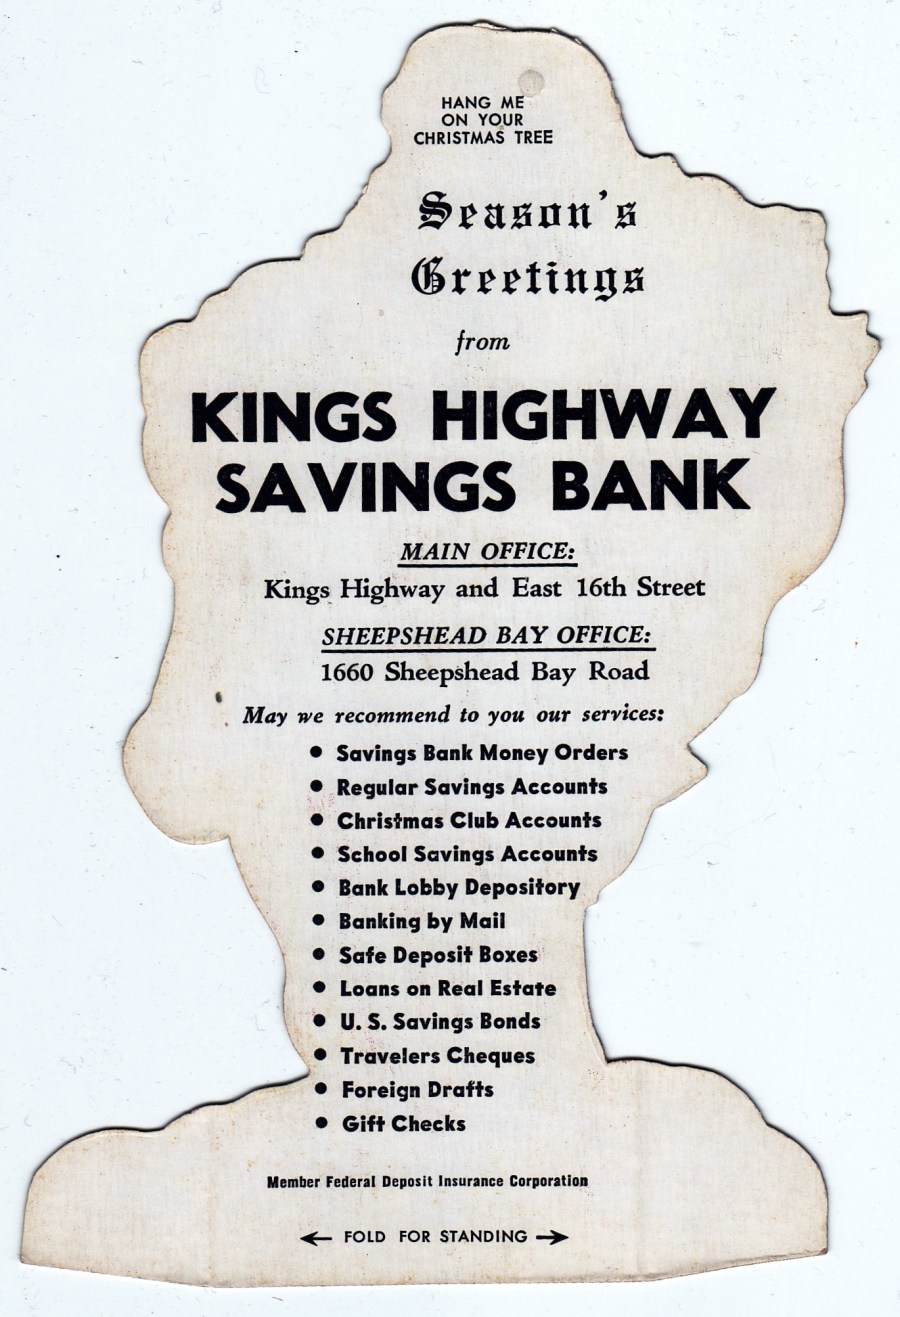 HANG ME
ON YOUR
CHRISTMAS TREE
Season's
Greetings
from
KINGS HIGHWAY
SAVINGS BANK
MAIN OFFICE:
Kings Highway and East 16th Street
SHEEPSHEAD BAY OFFICE:
1660 Sheepshead Bay Road
May we recommend to you our services:
● Savings Bank Money Orders
● Regular Savings Accounts
● Christmas Club Accounts
● School Savings Accounts
● Bank Lobby Depository
● Banking by Mail
● Safe Deposit Boxes
● Loans on Real Estate
● U. S. Savings Bonds
● Travelers Cheques
● Foreign Drafts
● Gift Checks
Member Federal Deposit Insurance Corporation
← FOLD FOR STANDING →